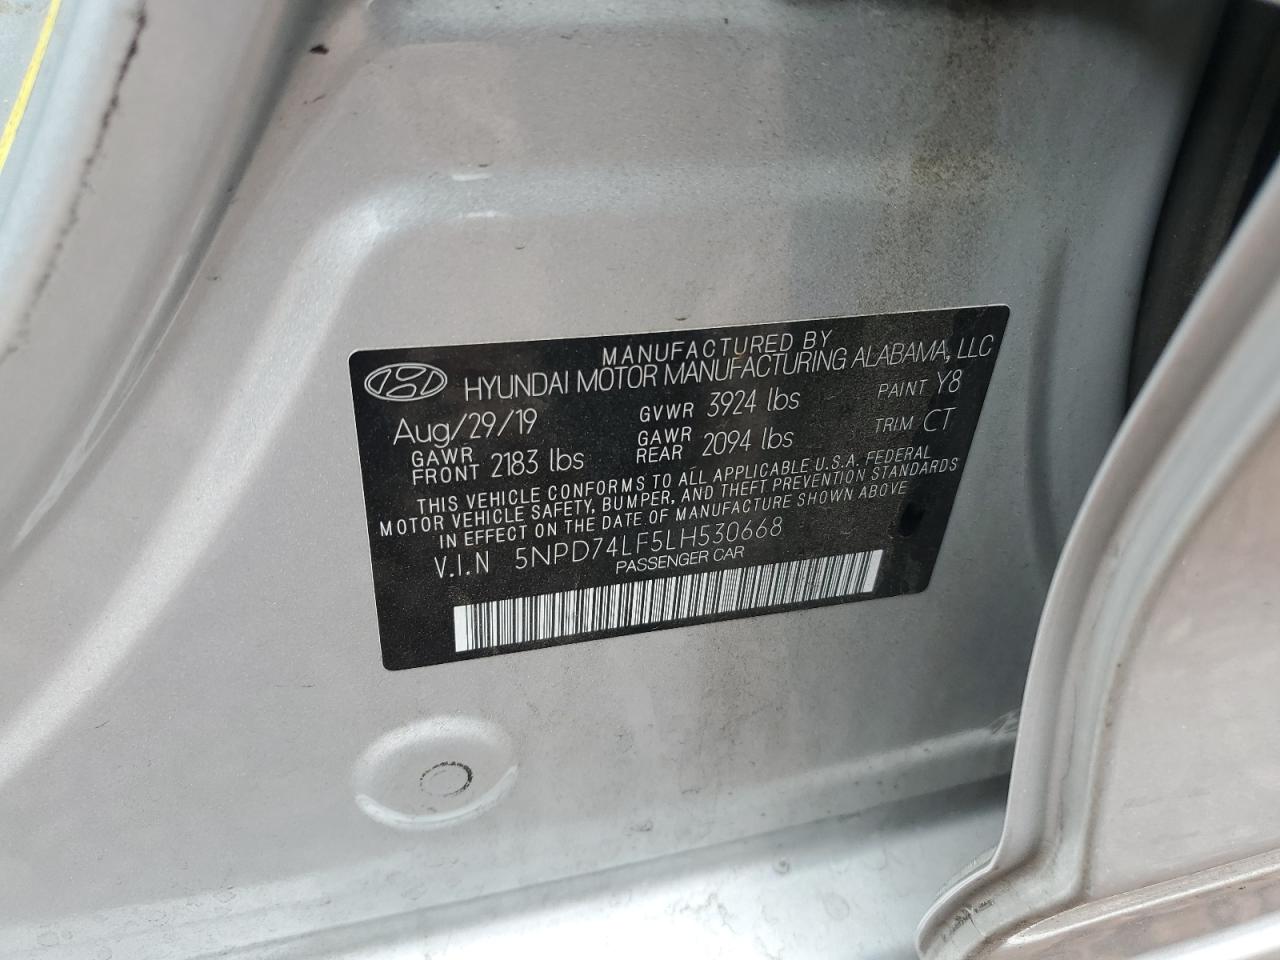 MANUFACTURED BY
HYUNDAI MOTOR MANUFACTURING ALABAMA, LLC
Aug/29/19 GVWR 3924 lbs PAINT Y8
GAWR FRONT 2183 lbs GAWR REAR 2094 lbs TRIM CT
THIS VEHICLE CONFORMS TO ALL APPLICABLE U.S.A. FEDERAL
MOTOR VEHICLE SAFETY, BUMPER, AND THEFT PREVENTION STANDARDS
IN EFFECT ON THE DATE OF MANUFACTURE SHOWN ABOVE
V.I.N 5NPD74LF5LH530668
PASSENGER CAR